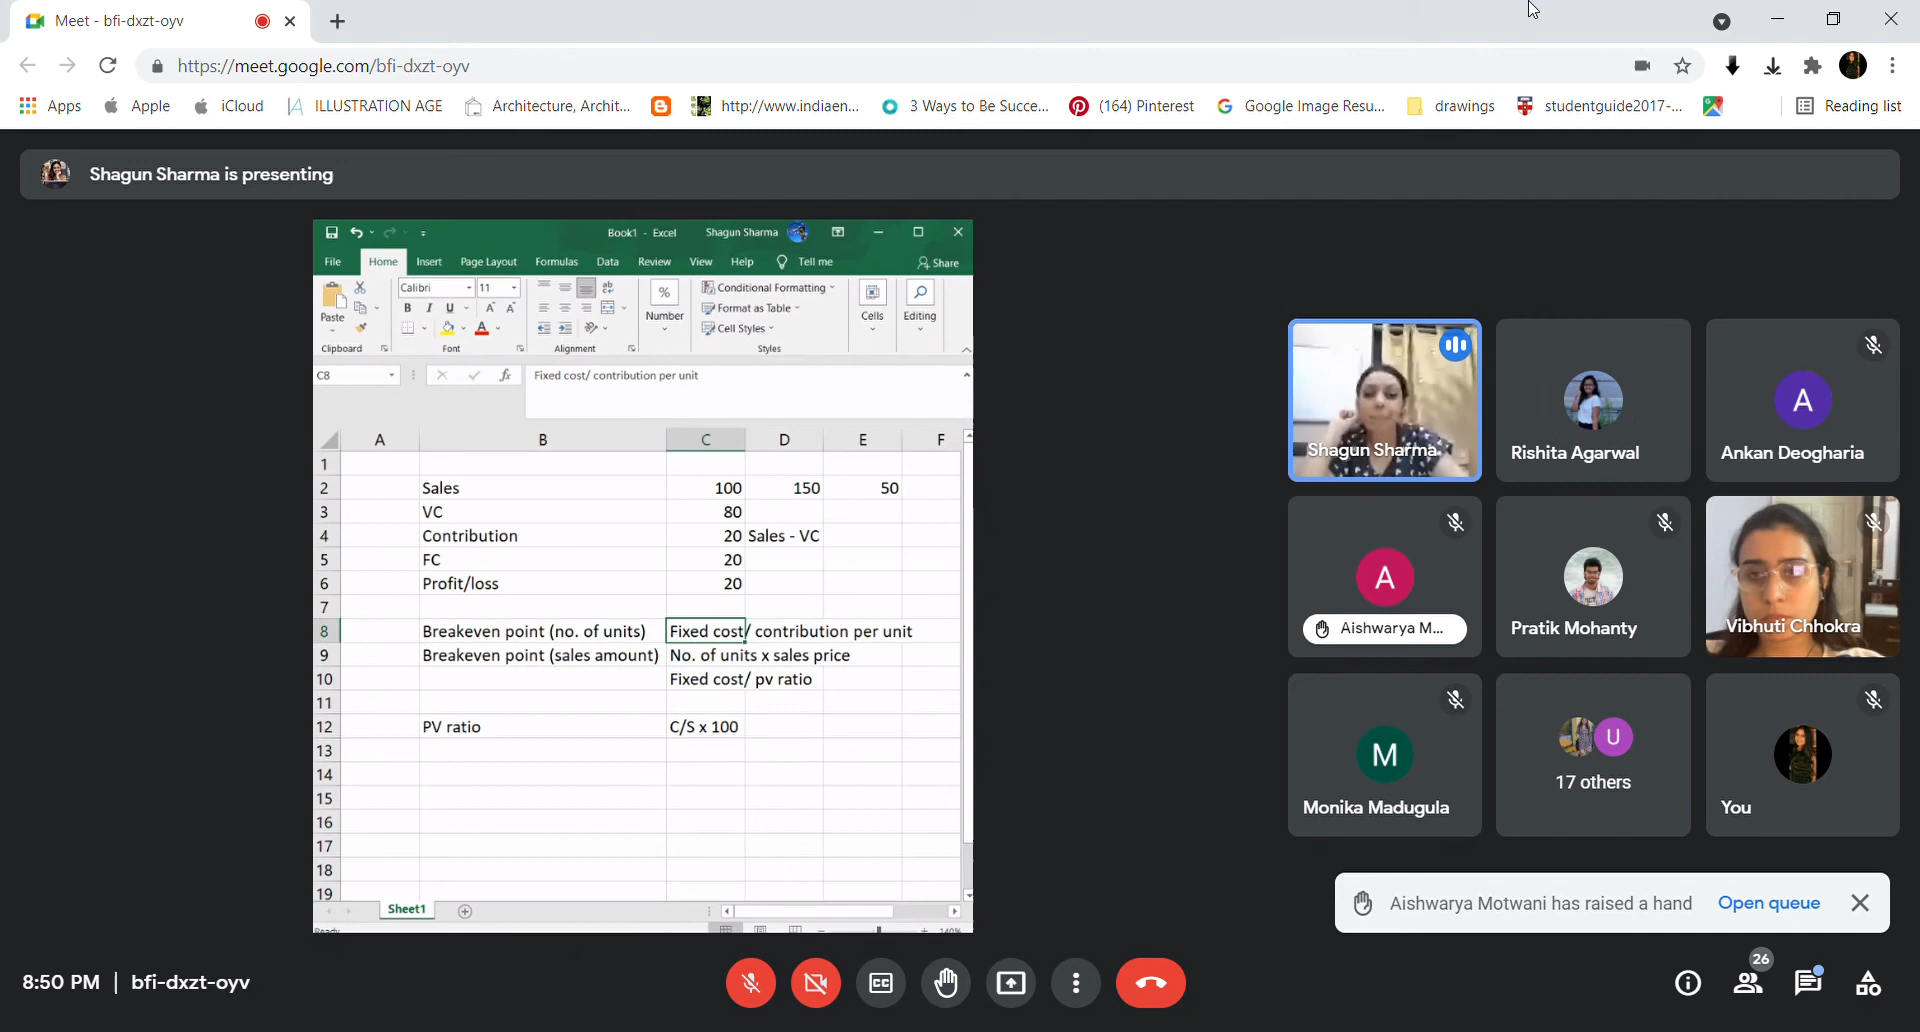 Meet - bfi-dxzt-oyv
https://meet.google.com/bfi-dxzt-oyv
Apps Apple iCloud ILLUSTRATION AGE Architecture, Archit... http://www.indiaen... 3 Ways to Be Succe... (164) Pinterest Google Image Resu... drawings studentguide2017-... Reading list
Shagun Sharma is presenting
Book1 - Excel Shagun Sharma
File Home Insert Page Layout Formulas Data Review View Help Tell me Share
Calibri 11 ab % Conditional Formatting
Format as Table
Paste B I U A A Number Cells Editing
A Cell Styles
Clipboard Font Alignment Styles
C8 fx Fixed cost/ contribution per unit
A B C D E F
1
2 Sales 100 150 50
3 VC 80
4 Contribution 20 Sales - VC
5 FC 20
6 Profit/loss 20
7
8 Breakeven point (no. of units) Fixed cost/ contribution per unit
9 Breakeven point (sales amount) No. of units x sales price
10 Fixed cost/ pv ratio
11
12 PV ratio C/S x 100
13
14
15
16
17
18
19
Sheet1
Ready 140%
Shagun Sharma
Rishita Agarwal
A
Ankan Deogharia
A
Aishwarya M...
Pratik Mohanty
Vibhuti Chhokra
M
Monika Madugula
U
17 others
You
Aishwarya Motwani has raised a hand Open queue
8:50 PM | bfi-dxzt-oyv
CC
26